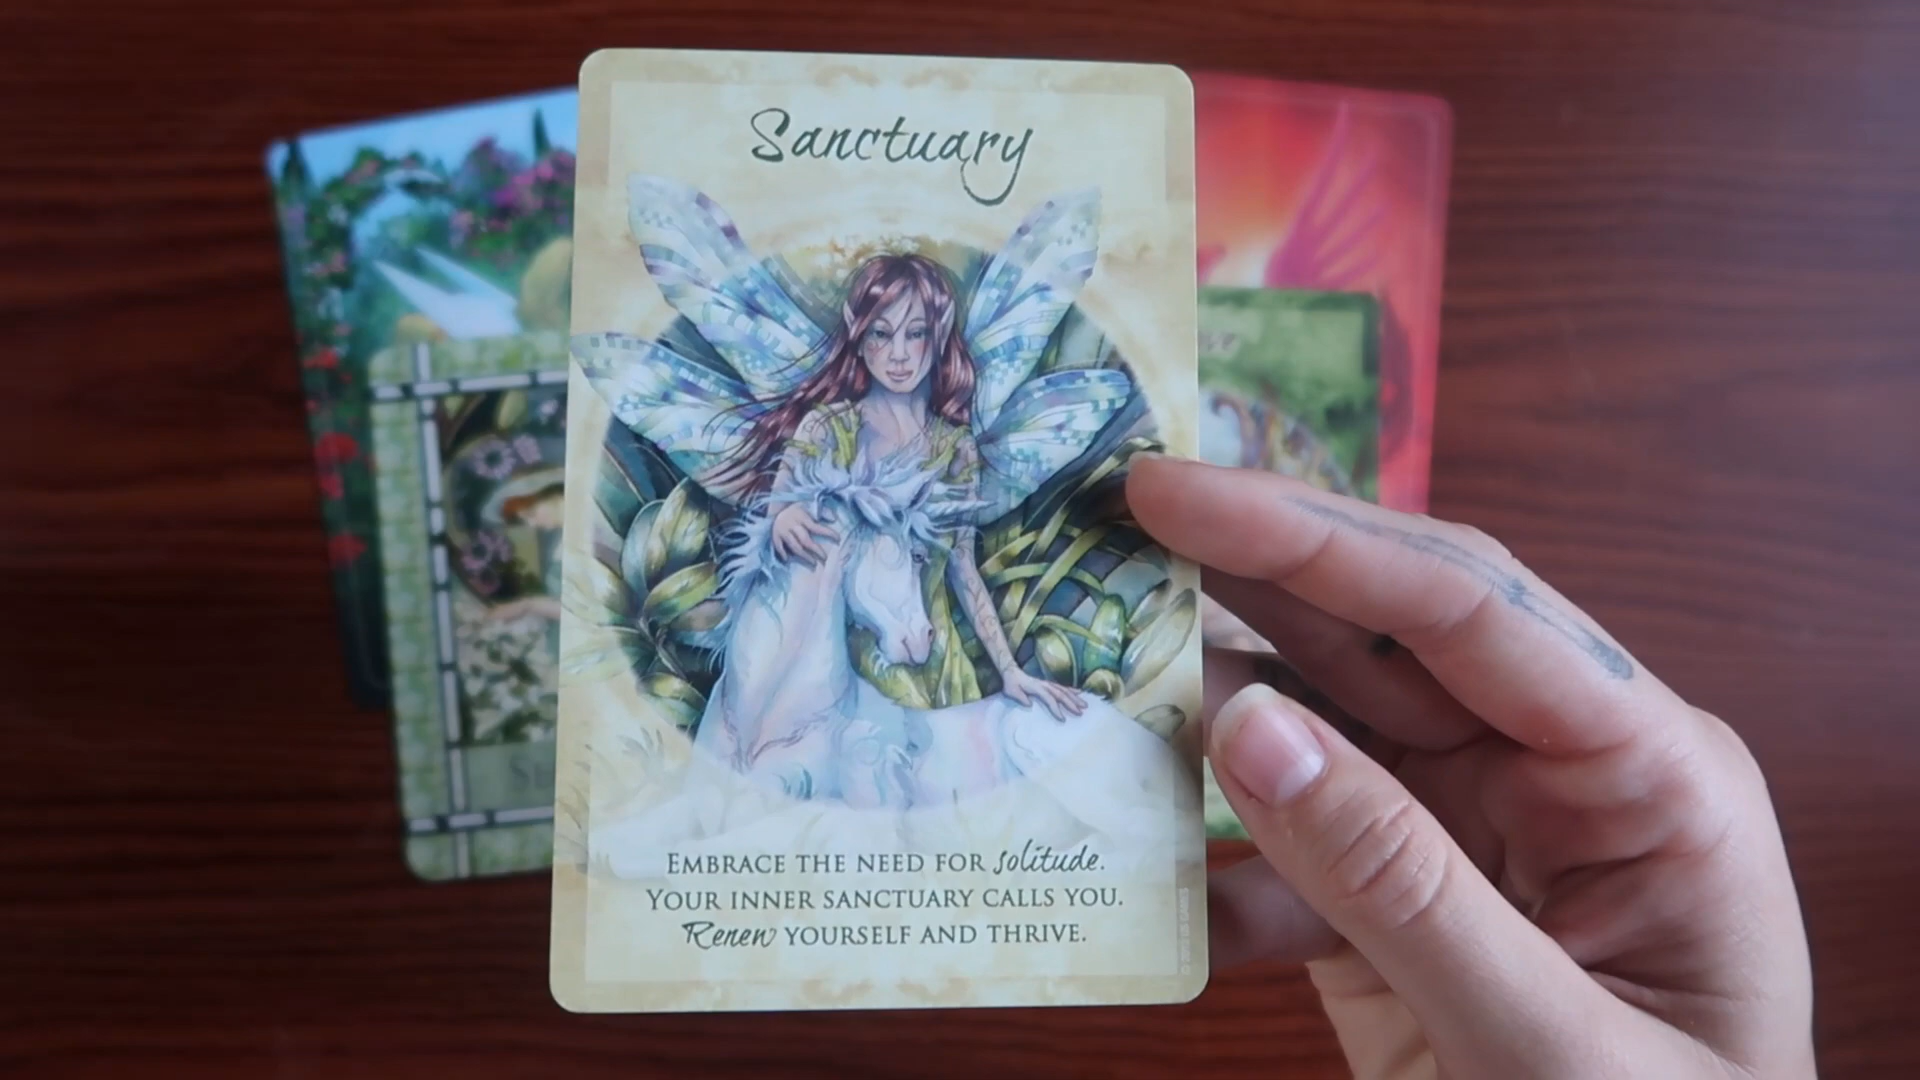 Sanctuary
EMBRACE THE NEED FOR solitude.
YOUR INNER SANCTUARY CALLS YOU.
Renew YOURSELF AND THRIVE.